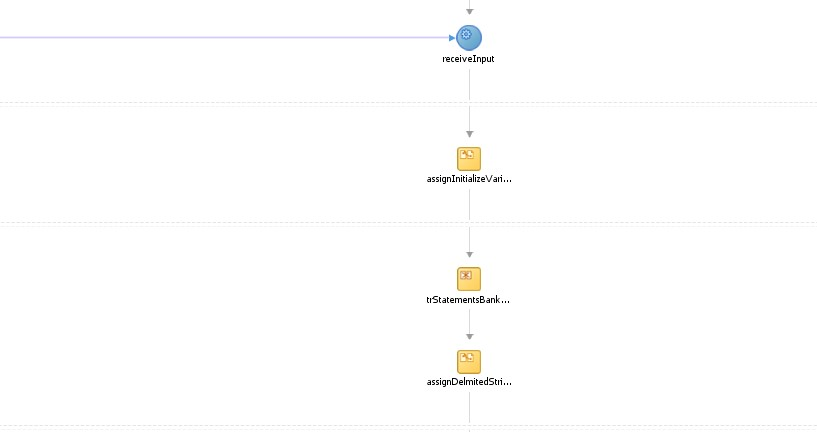 receiveInput
assignInitializeVari...
trStatementsBank...
assignDelmitedStri...